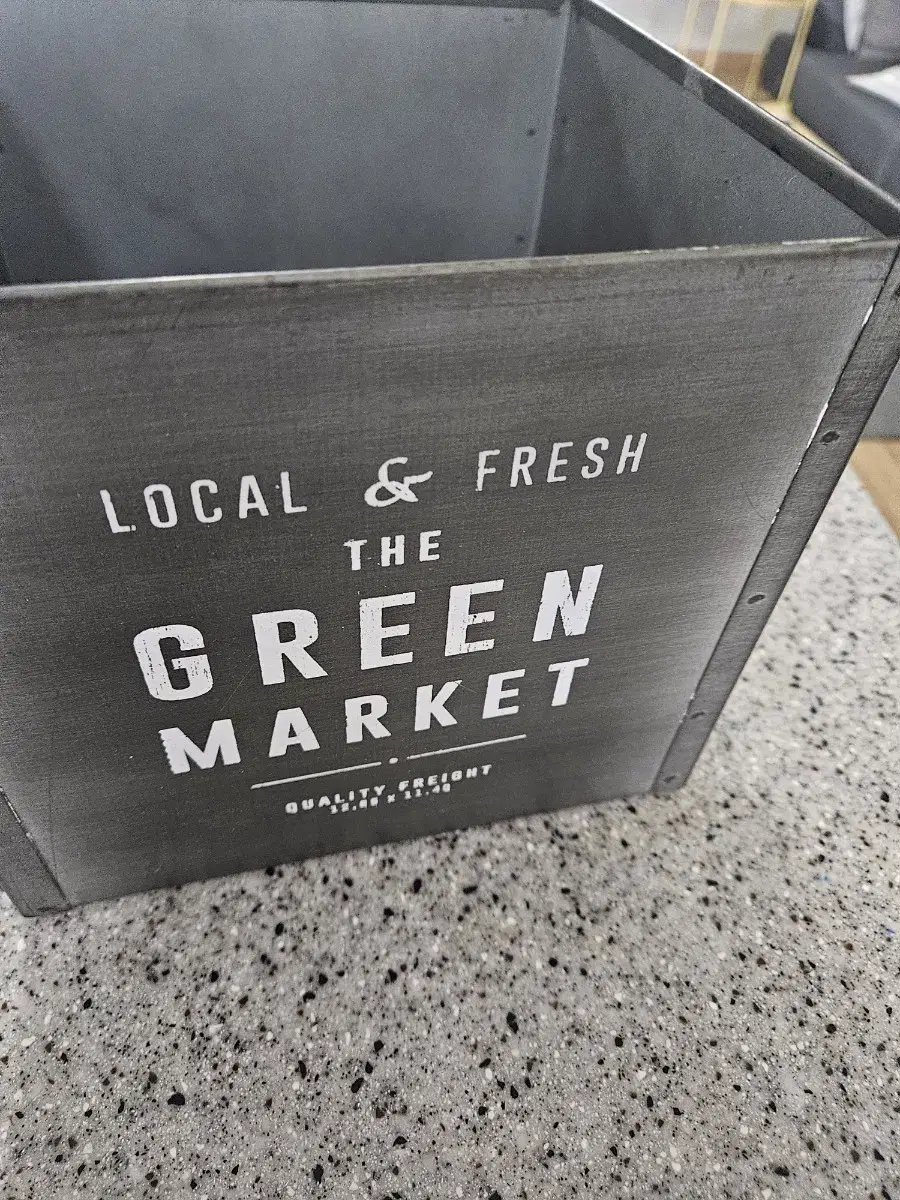 LOCAL & FRESH
THE
GREEN
MARKET
QUALITY FREIGHT